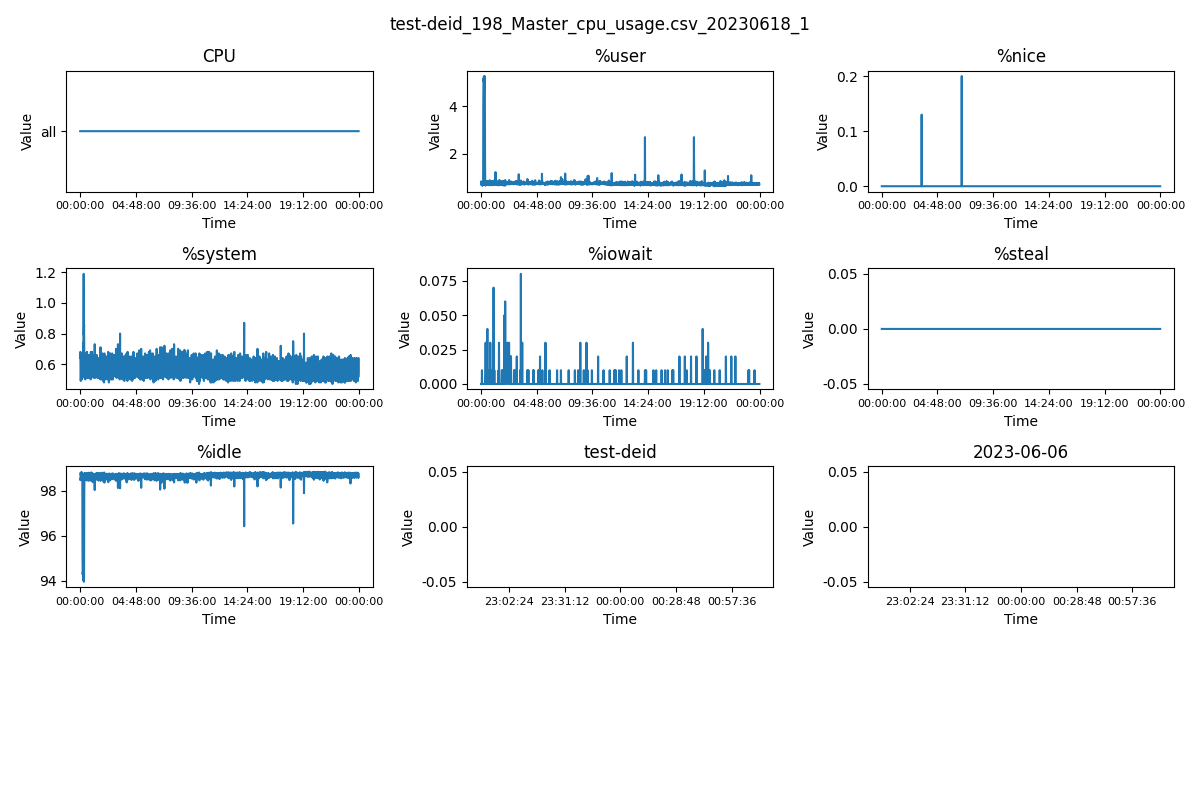 test-deid_198_Master_cpu_usage.csv_20230618_1
CPU
Value
all
00:00:00 04:48:00 09:36:00 14:24:00 19:12:00 00:00:00
Time
%user
Value
4
2
00:00:00 04:48:00 09:36:00 14:24:00 19:12:00 00:00:00
Time
%nice
Value
0.2
0.1
0.0
00:00:00 04:48:00 09:36:00 14:24:00 19:12:00 00:00:00
Time
%system
Value
1.2
1.0
0.8
0.6
00:00:00 04:48:00 09:36:00 14:24:00 19:12:00 00:00:00
Time
%iowait
Value
0.075
0.050
0.025
0.000
00:00:00 04:48:00 09:36:00 14:24:00 19:12:00 00:00:00
Time
%steal
Value
0.05
0.00
-0.05
00:00:00 04:48:00 09:36:00 14:24:00 19:12:00 00:00:00
Time
%idle
Value
98
96
94
00:00:00 04:48:00 09:36:00 14:24:00 19:12:00 00:00:00
Time
test-deid
Value
0.05
0.00
-0.05
23:02:24 23:31:12 00:00:00 00:28:48 00:57:36
Time
2023-06-06
Value
0.05
0.00
-0.05
23:02:24 23:31:12 00:00:00 00:28:48 00:57:36
Time